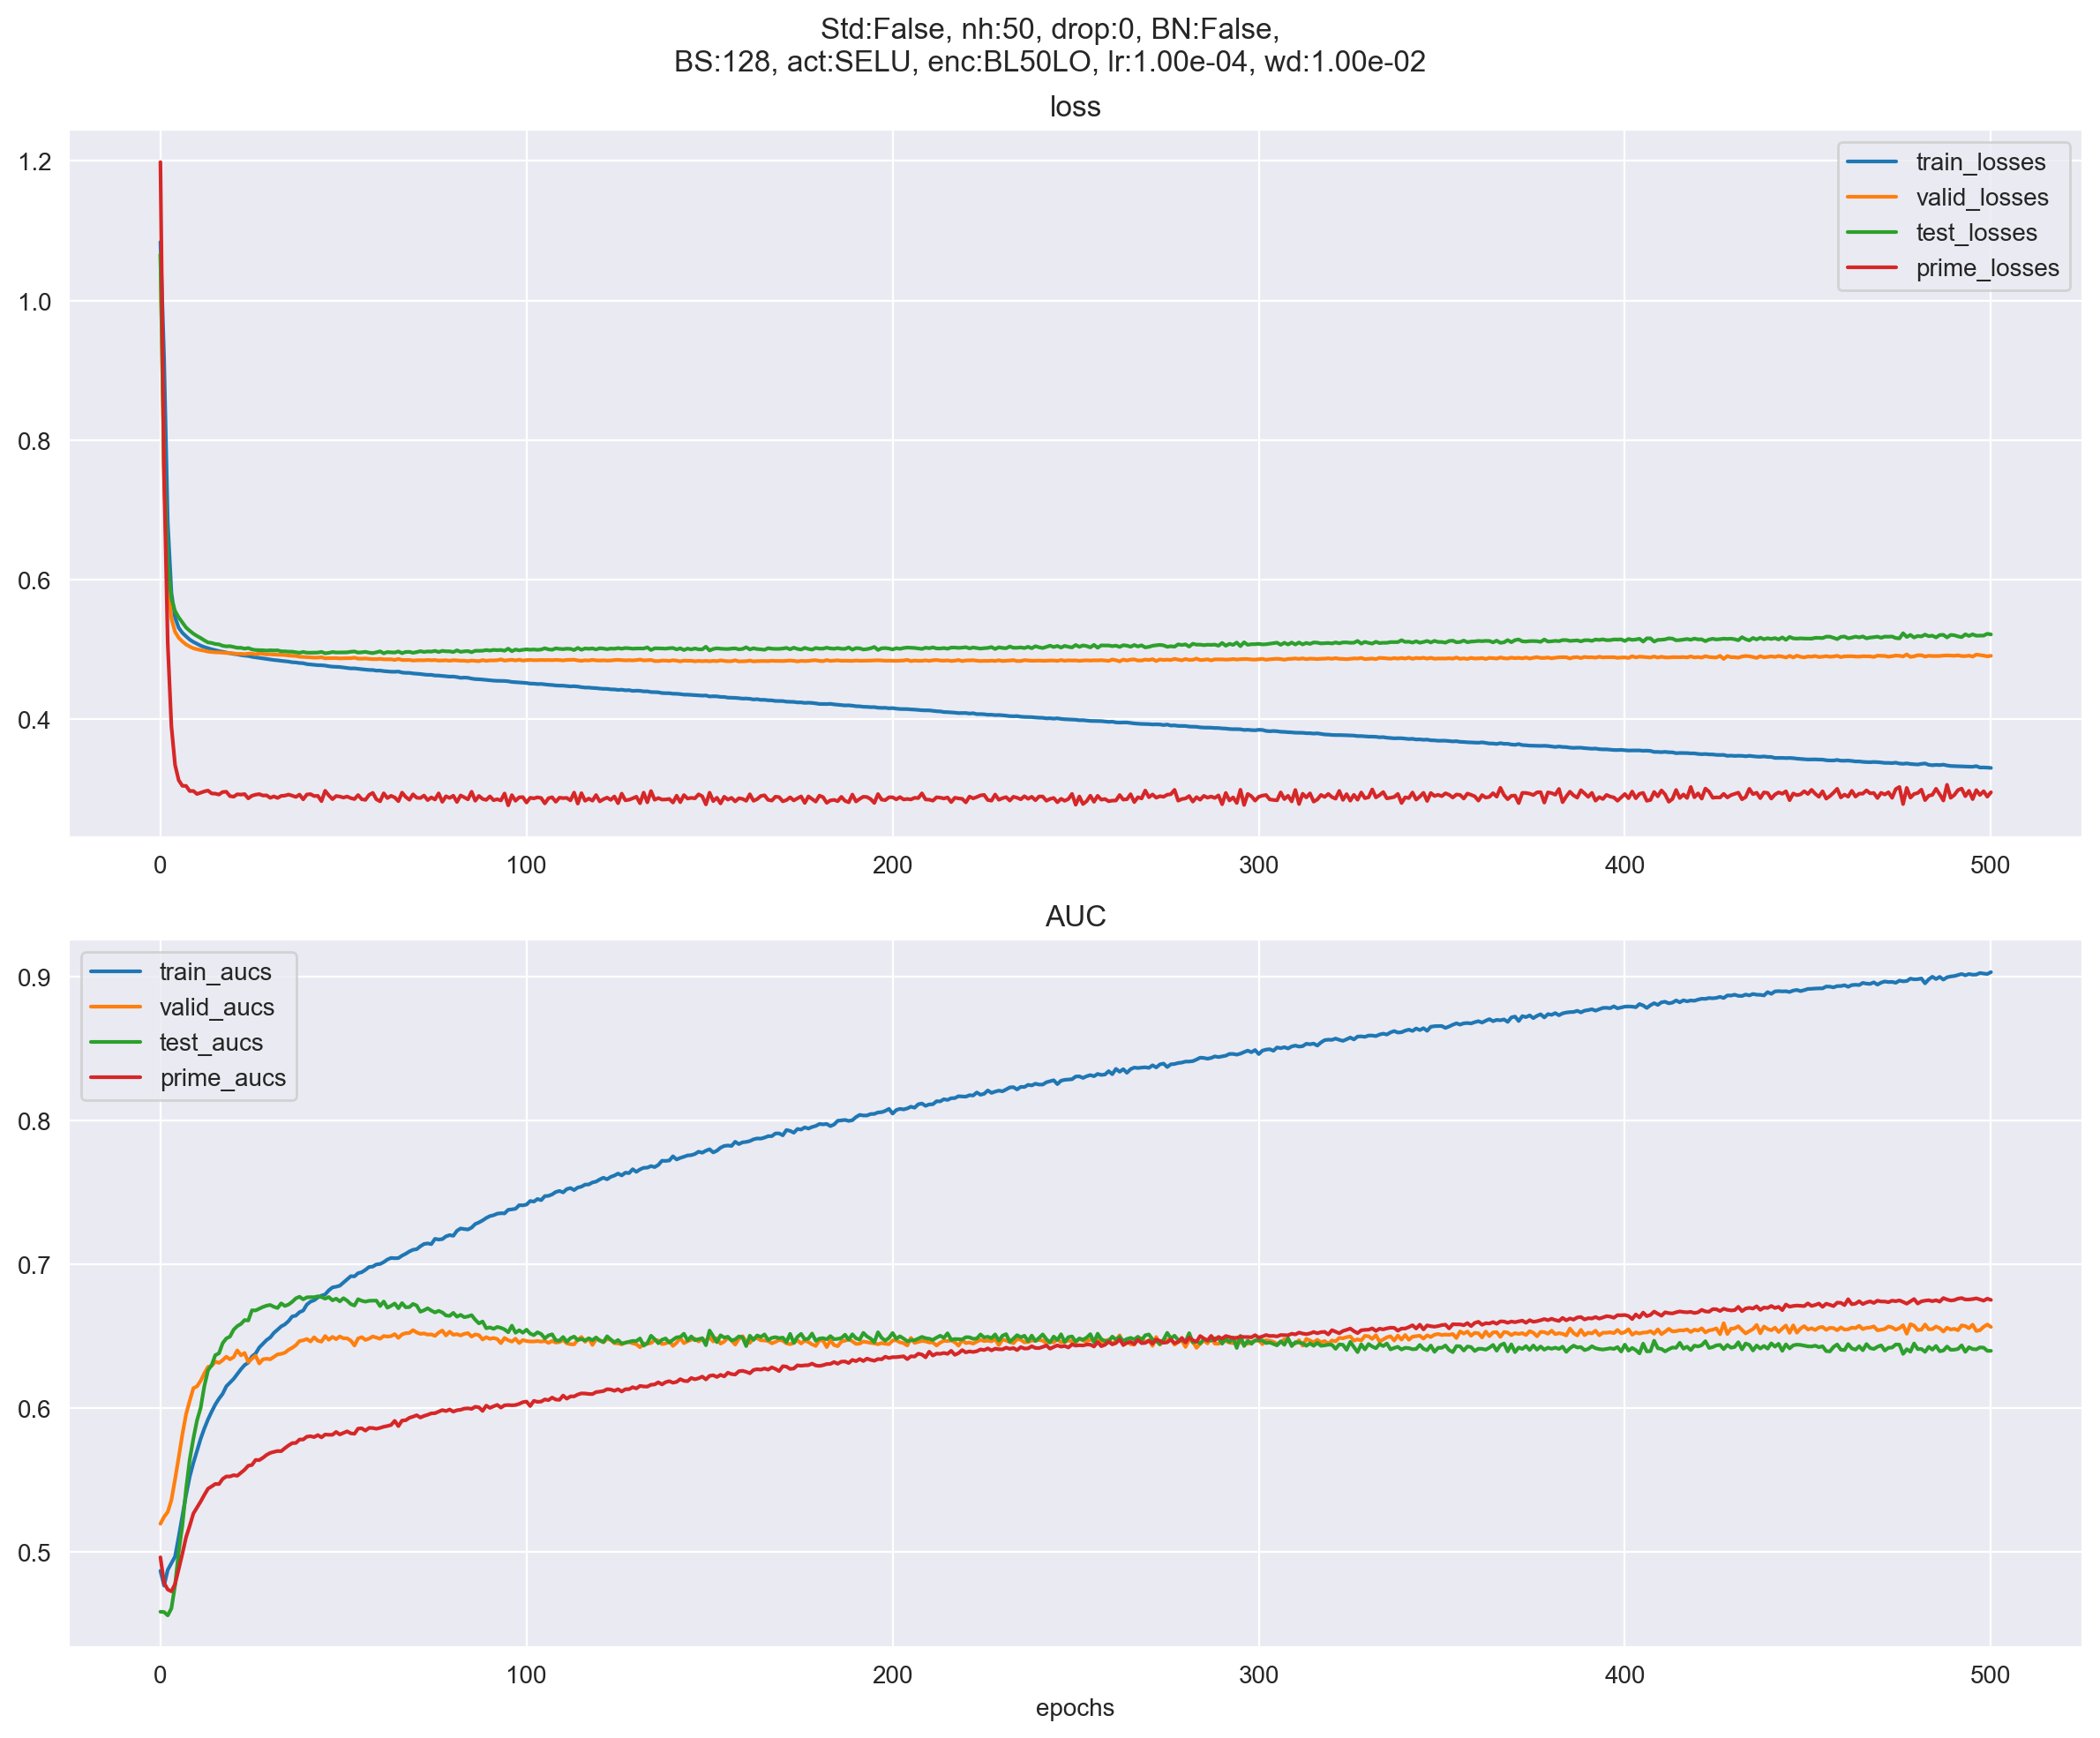 Std:False, nh:50, drop:0, BN:False,
BS:128, act:SELU, enc:BL50LO, lr:1.00e-04, wd:1.00e-02
loss
1.2
1.0
0.8
0.6
0.4
train_losses
valid_losses
test_losses
prime_losses
0 100 200 300 400 500
AUC
0.9
0.8
0.7
0.6
0.5
train_aucs
valid_aucs
test_aucs
prime_aucs
0 100 200 300 400 500
epochs